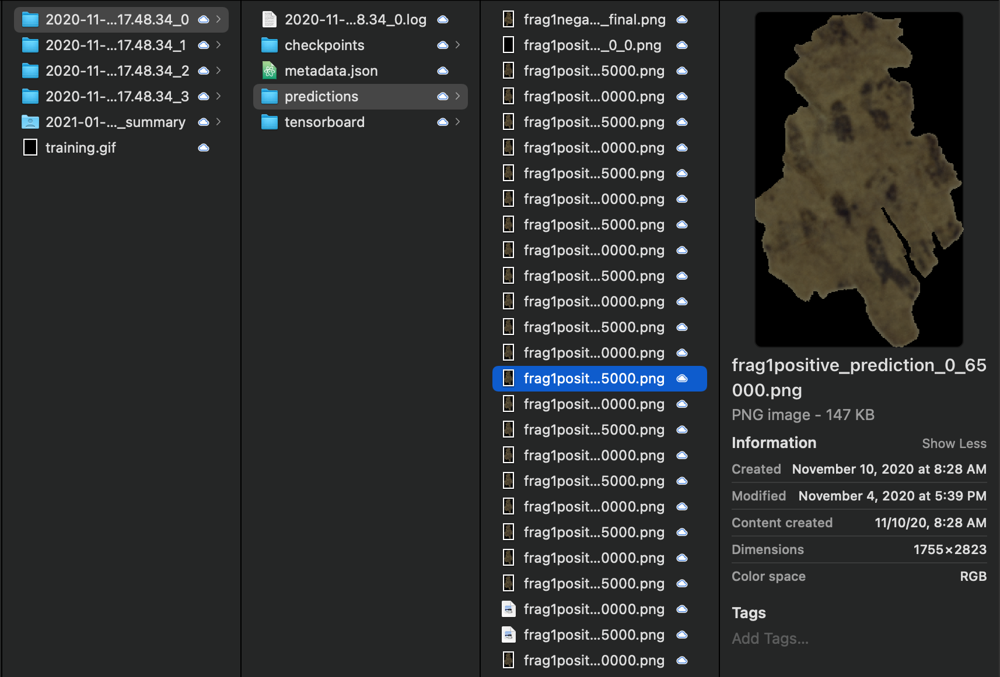 2020-11-...17.48.34_0
2020-11-...17.48.34_1
2020-11-...17.48.34_2
2020-11-...17.48.34_3
2021-01-..._summary
training.gif
2020-11-...8.34_0.log
checkpoints
metadata.json
predictions
tensorboard
frag1nega..._final.png
frag1posit..._0_0.png
frag1posit...5000.png
frag1posit...0000.png
frag1posit...5000.png
frag1posit...0000.png
frag1posit...5000.png
frag1posit...0000.png
frag1posit...5000.png
frag1posit...0000.png
frag1posit...5000.png
frag1posit...0000.png
frag1posit...5000.png
frag1posit...0000.png
frag1posit...5000.png
frag1posit...0000.png
frag1posit...5000.png
frag1posit...0000.png
frag1posit...5000.png
frag1posit...0000.png
frag1posit...5000.png
frag1posit...0000.png
frag1posit...5000.png
frag1posit...0000.png
frag1posit...5000.png
frag1posit...0000.png
frag1positive_prediction_0_65
000.png
PNG image - 147 KB
Information Show Less
Created November 10, 2020 at 8:28 AM
Modified November 4, 2020 at 5:39 PM
Content created 11/10/20, 8:28 AM
Dimensions 1755×2823
Color space RGB
Tags
Add Tags...